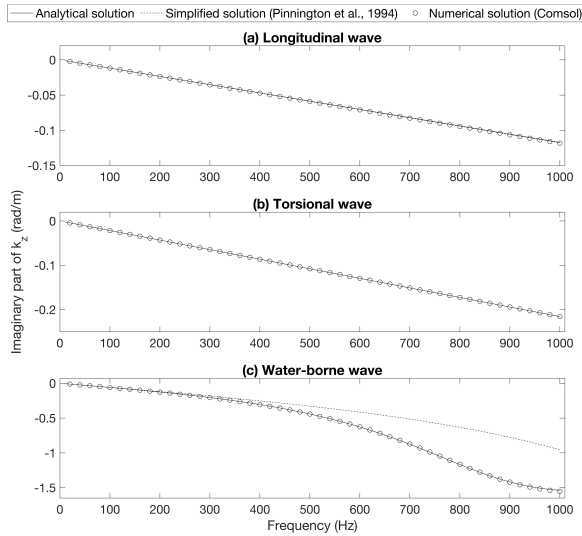 Analytical solution Simplified solution (Pinnington et al., 1994) Numerical solution (Comsol)
(a) Longitudinal wave
0
-0.05
-0.1
-0.15
0 100 200 300 400 500 600 700 800 900 1000
(b) Torsional wave
0
-0.1
-0.2
0 100 200 300 400 500 600 700 800 900 1000
Imaginary part of k_z (rad/m)
(c) Water-borne wave
0
-0.5
-1
-1.5
0 100 200 300 400 500 600 700 800 900 1000
Frequency (Hz)